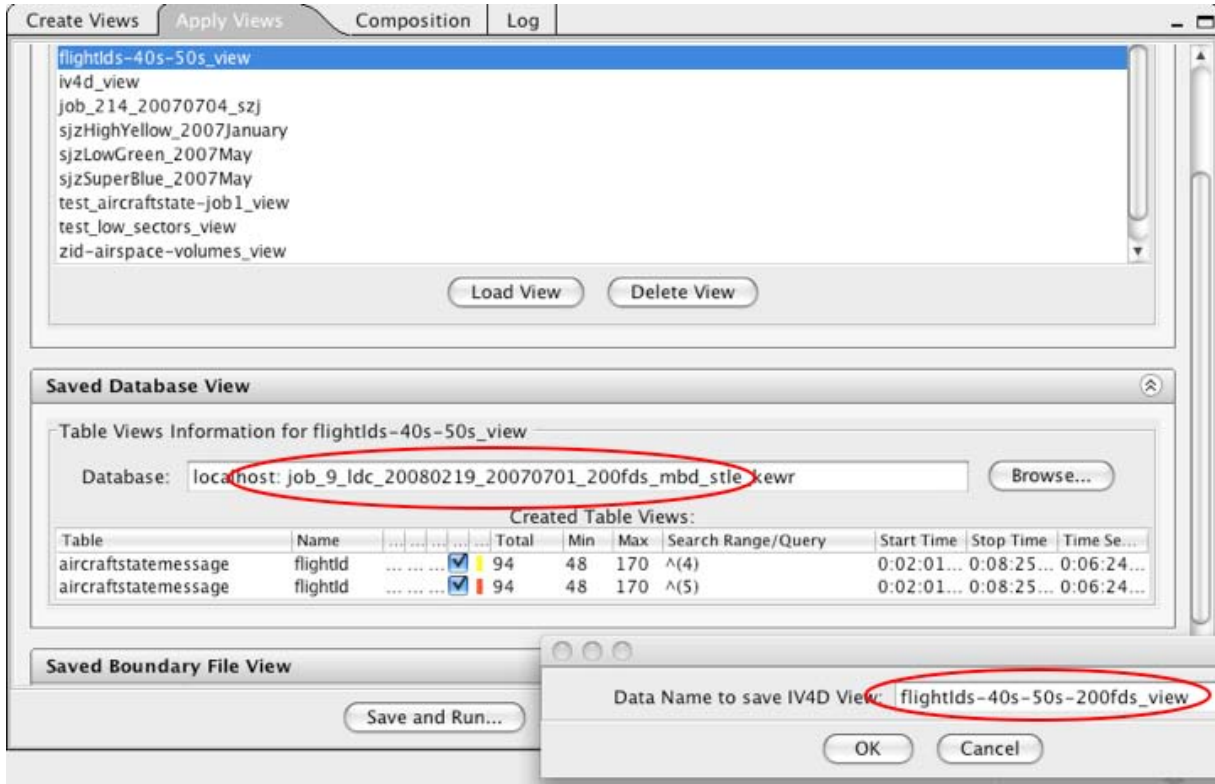 Create Views Apply Views Composition Log
flightIds-40s-50s_view
iv4d_view
job_214_20070704_szj
sjzHighYellow_2007January
sjzLowGreen_2007May
sjzSuperBlue_2007May
test_aircraftstate-job1_view
test_low_sectors_view
zid-airspace-volumes_view
Load View Delete View
Saved Database View
Table Views Information for flightIds-40s-50s_view
Database: localhost: job_9_ldc_20080219_20070701_200fds_mbd_stle_kewr Browse...
Created Table Views:
Table Name ... ... ... ... ... Total Min Max Search Range/Query Start Time Stop Time Time Se...
aircraftstatemessage flightId ... ... ... 94 48 170 ^(4) 0:02:01... 0:08:25... 0:06:24...
aircraftstatemessage flightId ... ... ... 94 48 170 ^(5) 0:02:01... 0:08:25... 0:06:24...
Saved Boundary File View
Data Name to save IV4D View: flightIds-40s-50s-200fds_view
Save and Run...
OK Cancel